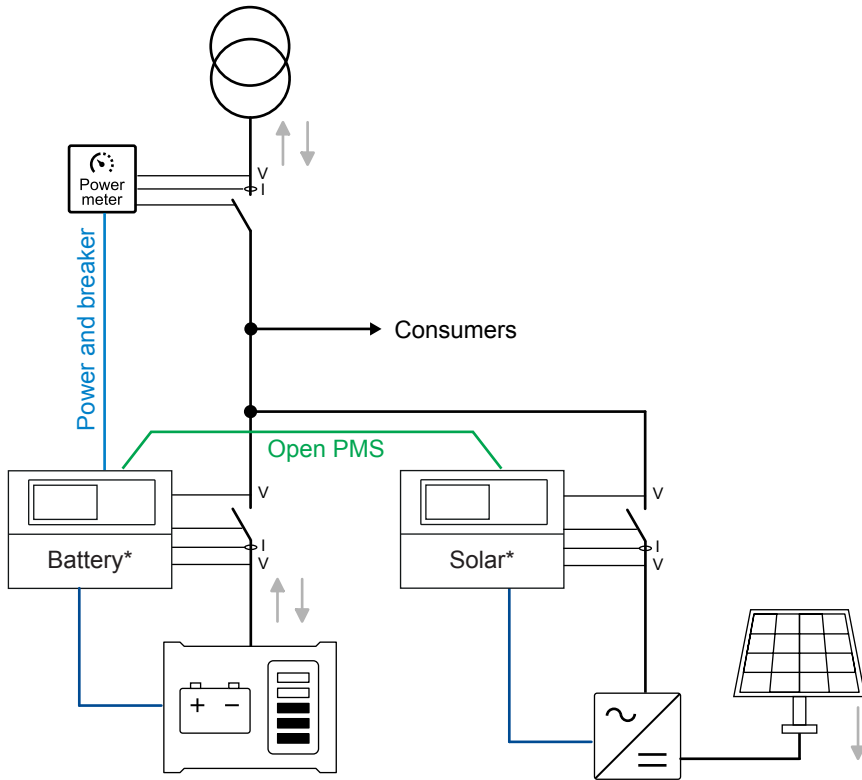 V
I
Power
meter
Power and breaker
Consumers
Open PMS
V
V
Battery*
I
V
Solar*
I
V
+ −